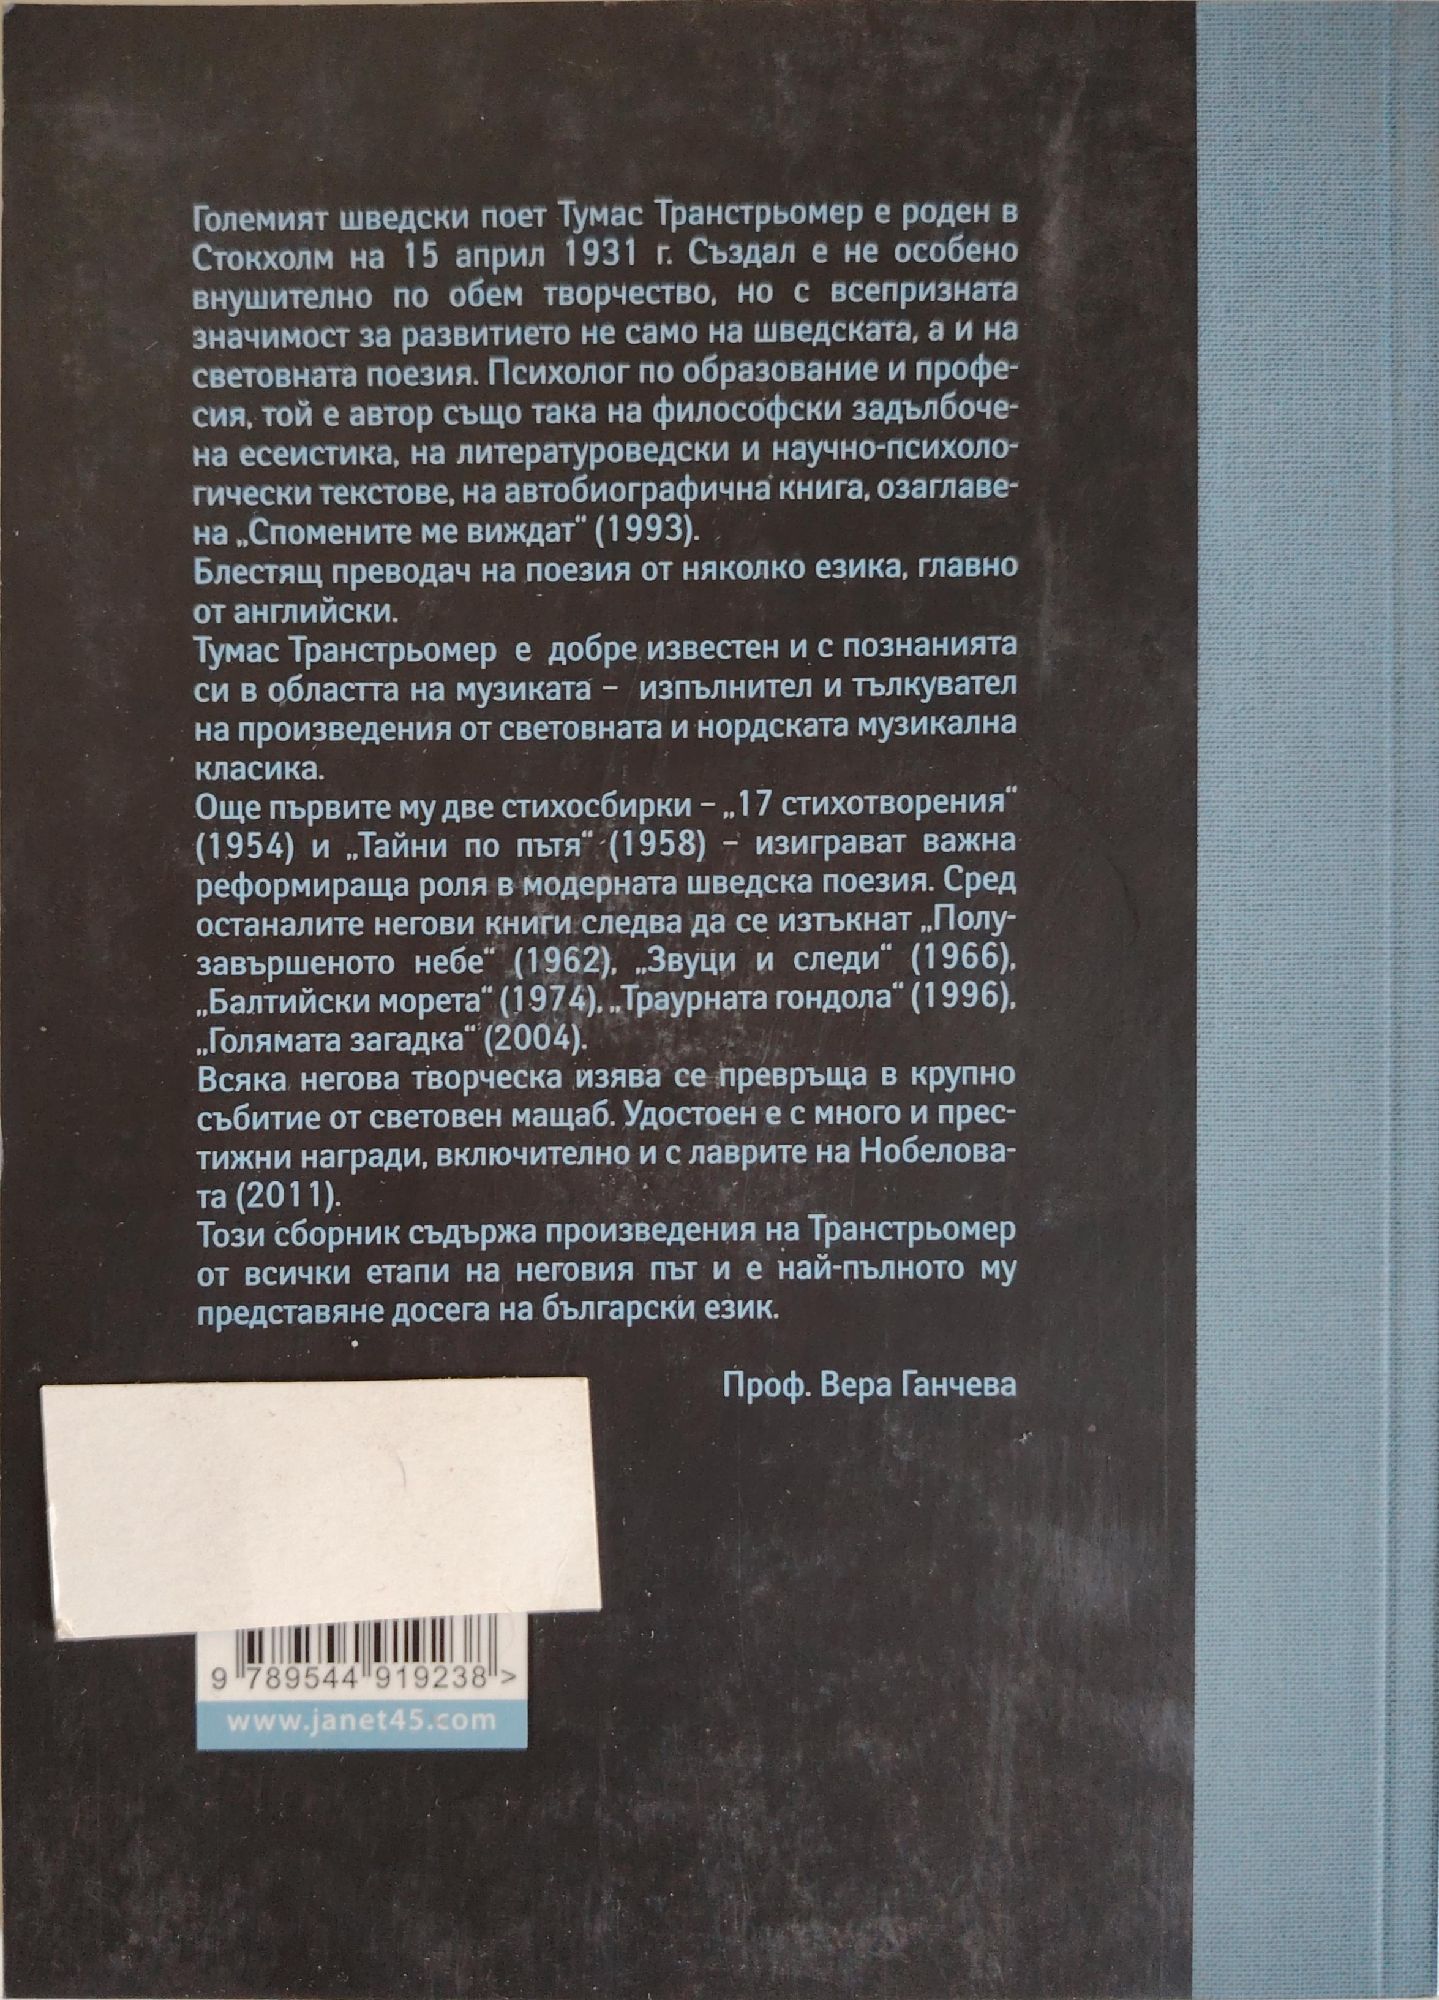 Големият шведски поет Тумас Транстрьомер е роден в
Стокхолм на 15 април 1931 г. Създал е не особено
внушително по обем творчество, но с всепризната
значимост за развитието не само на шведската, а и на
световната поезия. Психолог по образование и профе-
сия, той е автор също така на философски задълбоче-
на есеистика, на литературоведски и научно-психоло-
гически текстове, на автобиографична книга, озаглаве-
на „Спомените ме виждат“ (1993).
Блестящ преводач на поезия от няколко езика, главно
от английски.
Тумас Транстрьомер е добре известен и с познанията
си в областта на музиката – изпълнител и тълкувател
на произведения от световната и нордската музикална
класика.
Още първите му две стихосбирки – „17 стихотворения“
(1954) и „Тайни по пътя“ (1958) – изиграват важна
реформираща роля в модерната шведска поезия. Сред
останалите негови книги следва да се изтъкнат „Полу-
завършеното небе“ (1962), „Звуци и следи“ (1966),
„Балтийски морета“ (1974), „Траурната гондола“ (1996),
„Голямата загадка“ (2004).
Всяка негова творческа изява се превръща в крупно
събитие от световен мащаб. Удостоен е с много и прес-
тижни награди, включително и с лаврите на Нобелова-
та (2011).
Този сборник съдържа произведения на Транстрьомер
от всички етапи на неговия път и е най-пълното му
представяне досега на български език.
Проф. Вера Ганчева
9 789544 919238 >
www.janet45.com